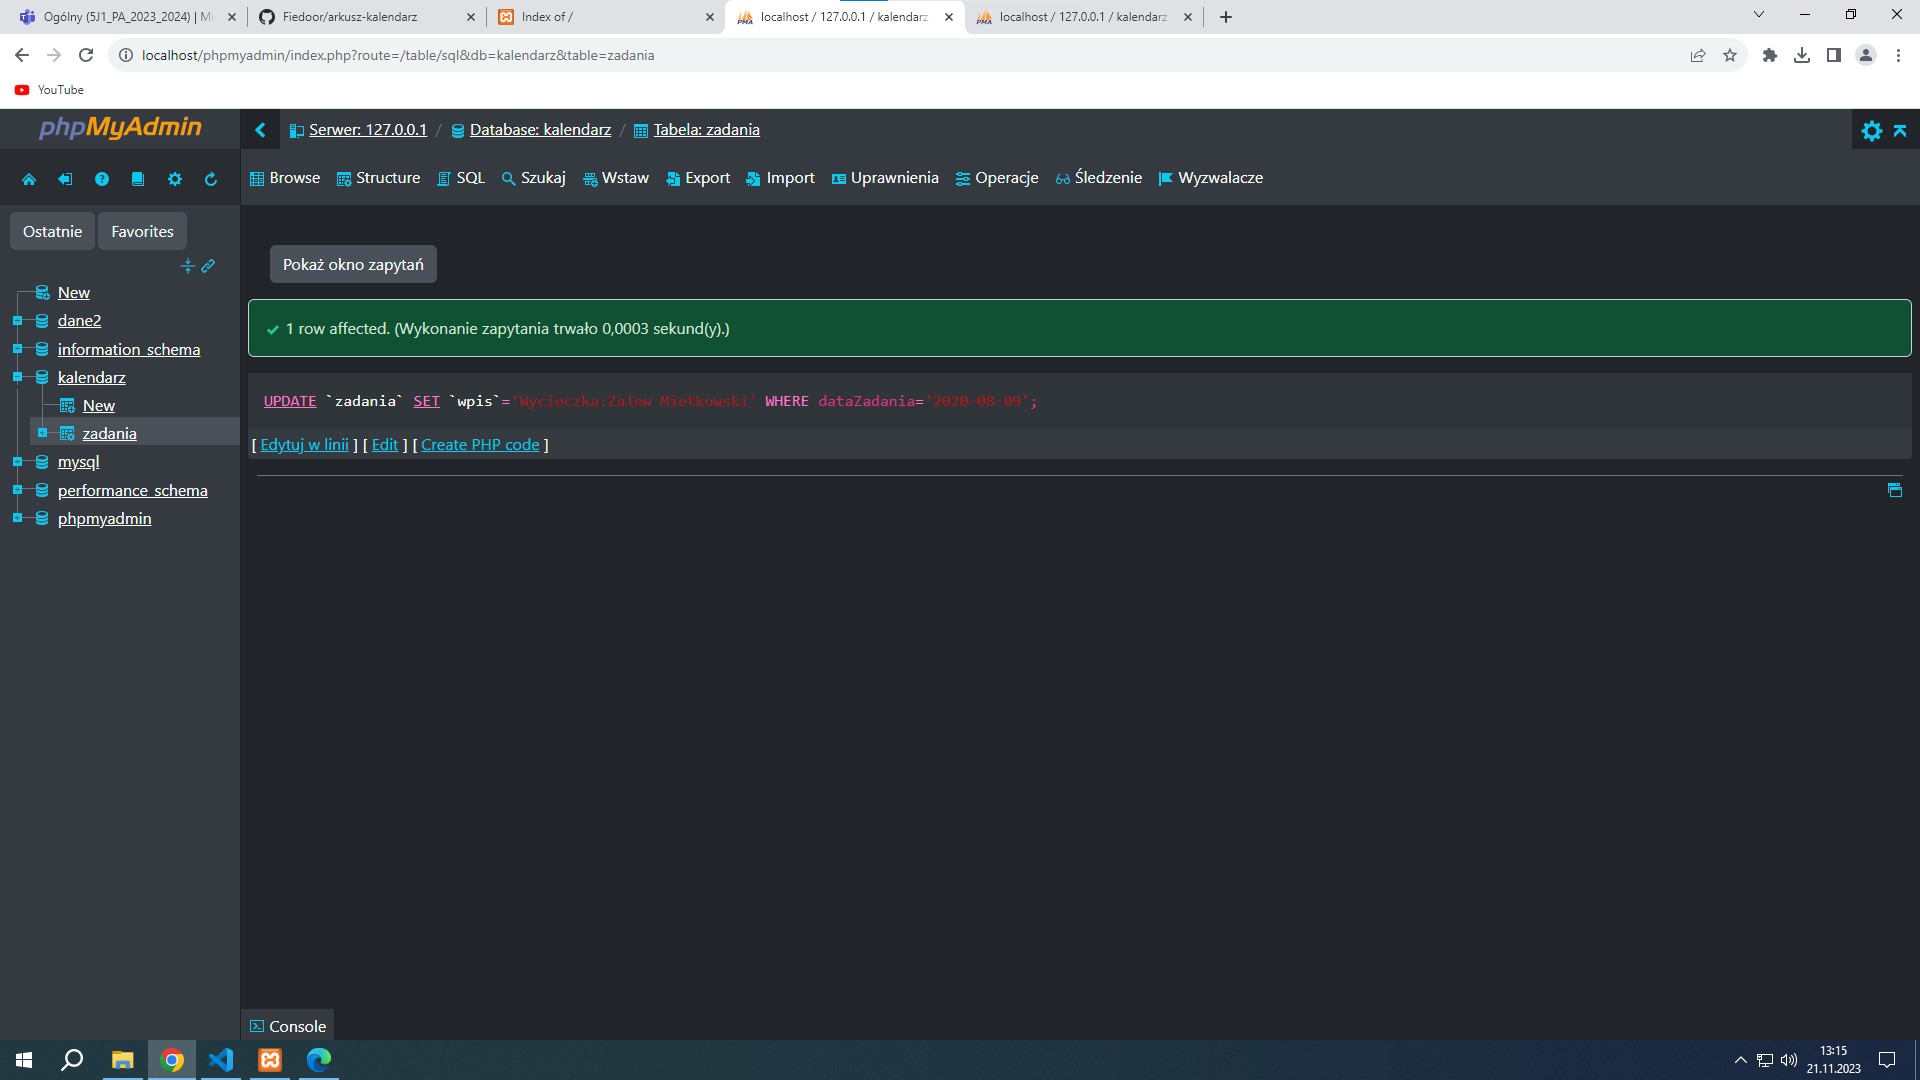 Ogólny (5J1_PA_2023_2024) | Mi
Fiedoor/arkusz-kalendarz
Index of /
localhost / 127.0.0.1 / kalendarz
localhost / 127.0.0.1 / kalendarz
localhost/phpmyadmin/index.php?route=/table/sql&db=kalendarz&table=zadania
YouTube
phpMyAdmin
Serwer: 127.0.0.1 / Database: kalendarz / Tabela: zadania
Browse Structure SQL Szukaj Wstaw Export Import Uprawnienia Operacje Śledzenie Wyzwalacze
Ostatnie Favorites
New
dane2
information_schema
kalendarz
New
zadania
mysql
performance_schema
phpmyadmin
Pokaż okno zapytań
1 row affected. (Wykonanie zapytania trwało 0,0003 sekund(y).)
UPDATE `zadania` SET `wpis`='Wycieczka:Zalew Mietkowski' WHERE dataZadania='2020-08-09';
[ Edytuj w linii ] [ Edit ] [ Create PHP code ]
Console
13:15
21.11.2023